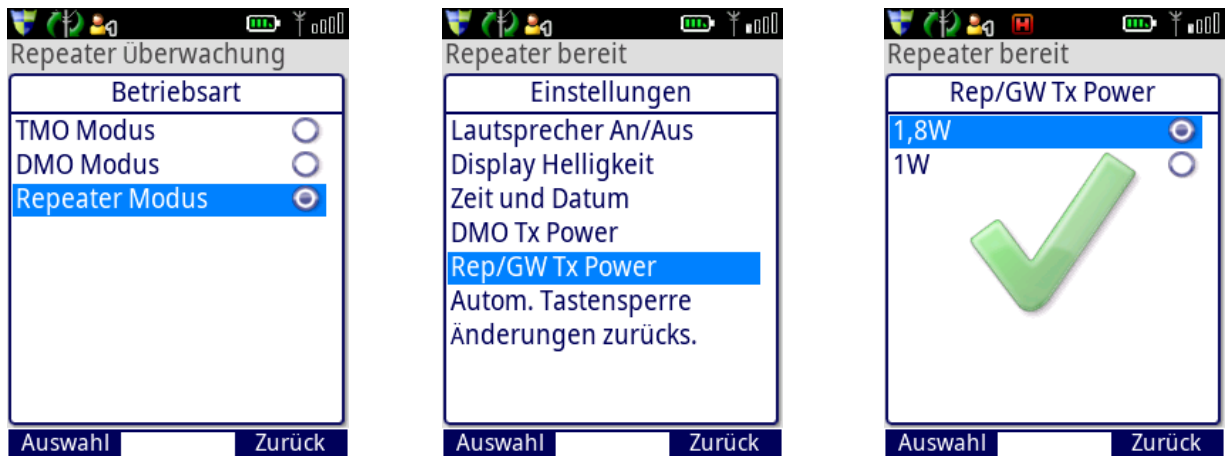 Repeater Überwachung
Betriebsart
TMO Modus
DMO Modus
Repeater Modus
Auswahl Zurück
Repeater bereit
Einstellungen
Lautsprecher An/Aus
Display Helligkeit
Zeit und Datum
DMO Tx Power
Rep/GW Tx Power
Autom. Tastensperre
Änderungen zurücks.
Auswahl Zurück
H
Repeater bereit
Rep/GW Tx Power
1,8W
1W
Auswahl Zurück